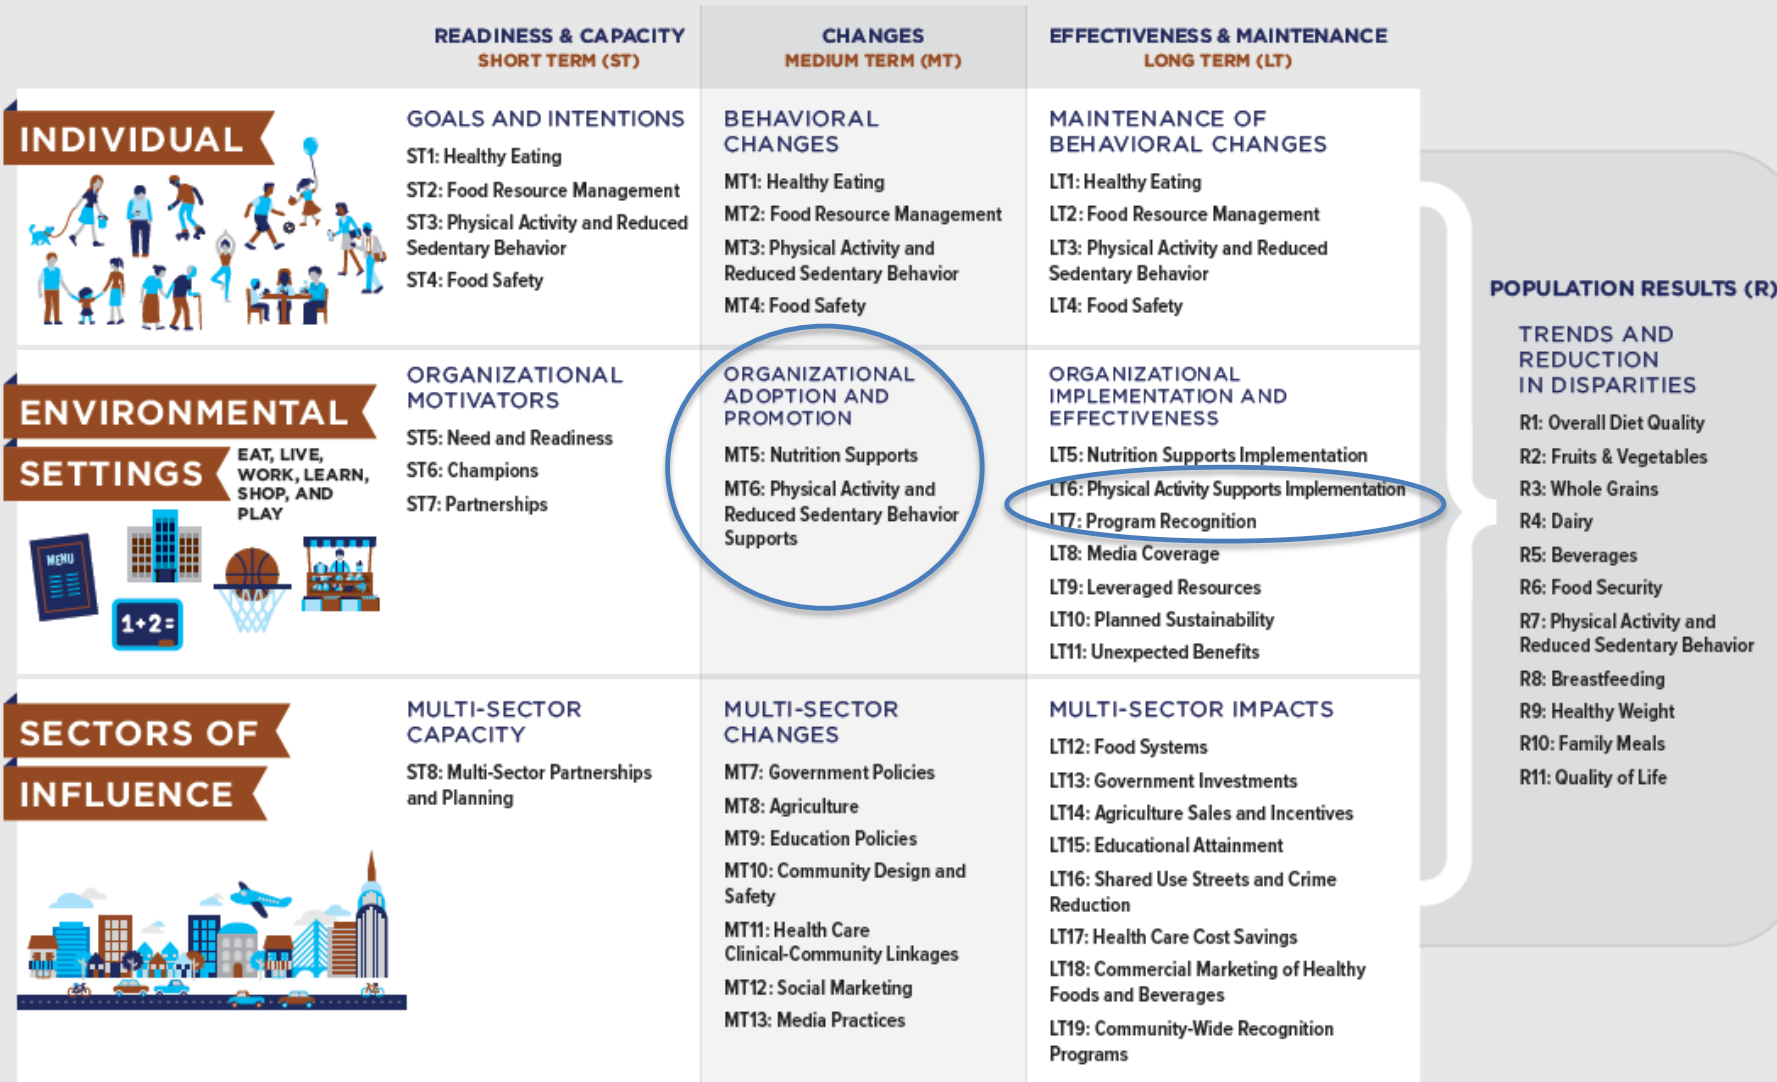 READINESS & CAPACITY
SHORT TERM (ST)
CHANGES
MEDIUM TERM (MT)
EFFECTIVENESS & MAINTENANCE
LONG TERM (LT)
INDIVIDUAL
GOALS AND INTENTIONS
ST1: Healthy Eating
ST2: Food Resource Management
ST3: Physical Activity and Reduced
Sedentary Behavior
ST4: Food Safety
BEHAVIORAL
CHANGES
MT1: Healthy Eating
MT2: Food Resource Management
MT3: Physical Activity and
Reduced Sedentary Behavior
MT4: Food Safety
MAINTENANCE OF
BEHAVIORAL CHANGES
LT1: Healthy Eating
LT2: Food Resource Management
LT3: Physical Activity and Reduced
Sedentary Behavior
LT4: Food Safety
ENVIRONMENTAL
SETTINGS
EAT, LIVE,
WORK, LEARN,
SHOP, AND
PLAY
MENU
1+2=
ORGANIZATIONAL
MOTIVATORS
ST5: Need and Readiness
ST6: Champions
ST7: Partnerships
ORGANIZATIONAL
ADOPTION AND
PROMOTION
MT5: Nutrition Supports
MT6: Physical Activity and
Reduced Sedentary Behavior
Supports
ORGANIZATIONAL
IMPLEMENTATION AND
EFFECTIVENESS
LT5: Nutrition Supports Implementation
LT6: Physical Activity Supports Implementation
LT7: Program Recognition
LT8: Media Coverage
LT9: Leveraged Resources
LT10: Planned Sustainability
LT11: Unexpected Benefits
SECTORS OF
INFLUENCE
MULTI-SECTOR
CAPACITY
ST8: Multi-Sector Partnerships
and Planning
MULTI-SECTOR
CHANGES
MT7: Government Policies
MT8: Agriculture
MT9: Education Policies
MT10: Community Design and
Safety
MT11: Health Care
Clinical-Community Linkages
MT12: Social Marketing
MT13: Media Practices
MULTI-SECTOR IMPACTS
LT12: Food Systems
LT13: Government Investments
LT14: Agriculture Sales and Incentives
LT15: Educational Attainment
LT16: Shared Use Streets and Crime
Reduction
LT17: Health Care Cost Savings
LT18: Commercial Marketing of Healthy
Foods and Beverages
LT19: Community-Wide Recognition
Programs
POPULATION RESULTS (R)
TRENDS AND
REDUCTION
IN DISPARITIES
R1: Overall Diet Quality
R2: Fruits & Vegetables
R3: Whole Grains
R4: Dairy
R5: Beverages
R6: Food Security
R7: Physical Activity and
Reduced Sedentary Behavior
R8: Breastfeeding
R9: Healthy Weight
R10: Family Meals
R11: Quality of Life